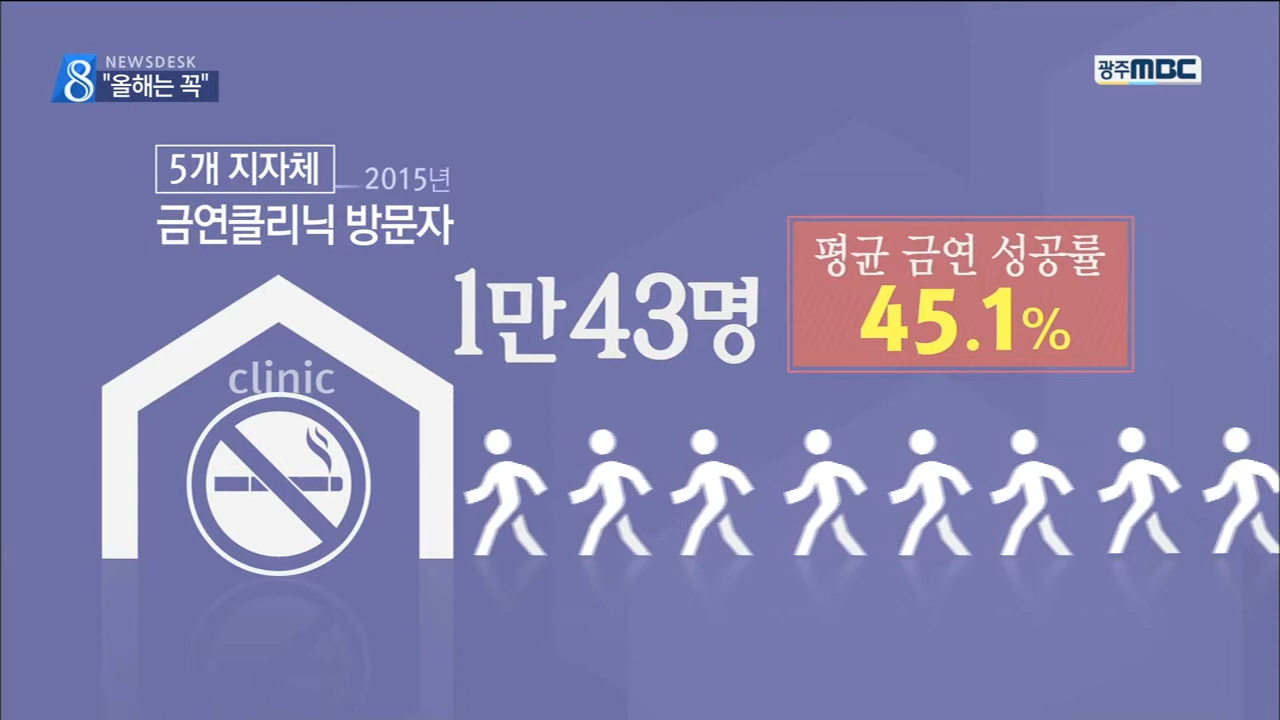 8 NEWSDESK
"올해는 꼭"
광주MBC
5개 지자체 2015년
금연클리닉 방문자
1만43명
평균 금연 성공률
45.1%
clinic